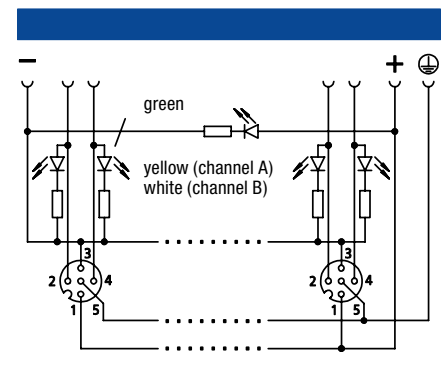 − + ⏚
green
yellow (channel A)
white (channel B)
3 3
2 4 2 4
1 5 1 5